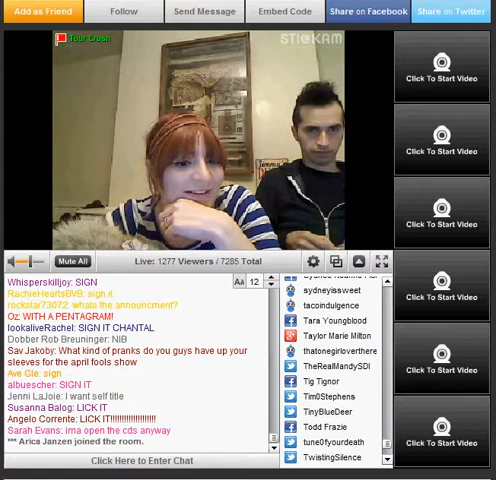 Add as Friend
Follow
Send Message
Embed Code
Share on Facebook
Share on Twitter
Your Crush
STICKAM
Click To Start Video
Click To Start Video
Click To Start Video
Click To Start Video
Click To Start Video
Click To Start Video
Mute All
Live: 1277 Viewers / 7285 Total
AA 12
Whisperskilljoy: SIGN
RachieHeartsBVB: sign it
rockstar73072: whats the announcment?
Oz: WITH A PENTAGRAM!
lookaliveRachel: SIGN IT CHANTAL
Dobber Rob Breuninger: NIB
Sav Jakoby: What kind of pranks do you guys have up your
sleeves for the april fools show
Ave Gle: sign
albuescher: SIGN IT
Jenni LaJoie: I want self title
Susanna Balog: LICK IT
Angelo Corrente: LICK IT!!!!!!!!!!!!!!!!!!!!!
Sarah Evans: ima open the cds anyway
*** Arica Janzen joined the room.
Click Here to Enter Chat
sydneyissweet
tacoindulgence
Tara Youngblood
Taylor Marie Milton
thatonegirloverthere
TheRealMandySDI
Tig Tignor
Tim0Stephens
TinyBlueDeer
Todd Frazie
tune0fyourdeath
TwistingSilence